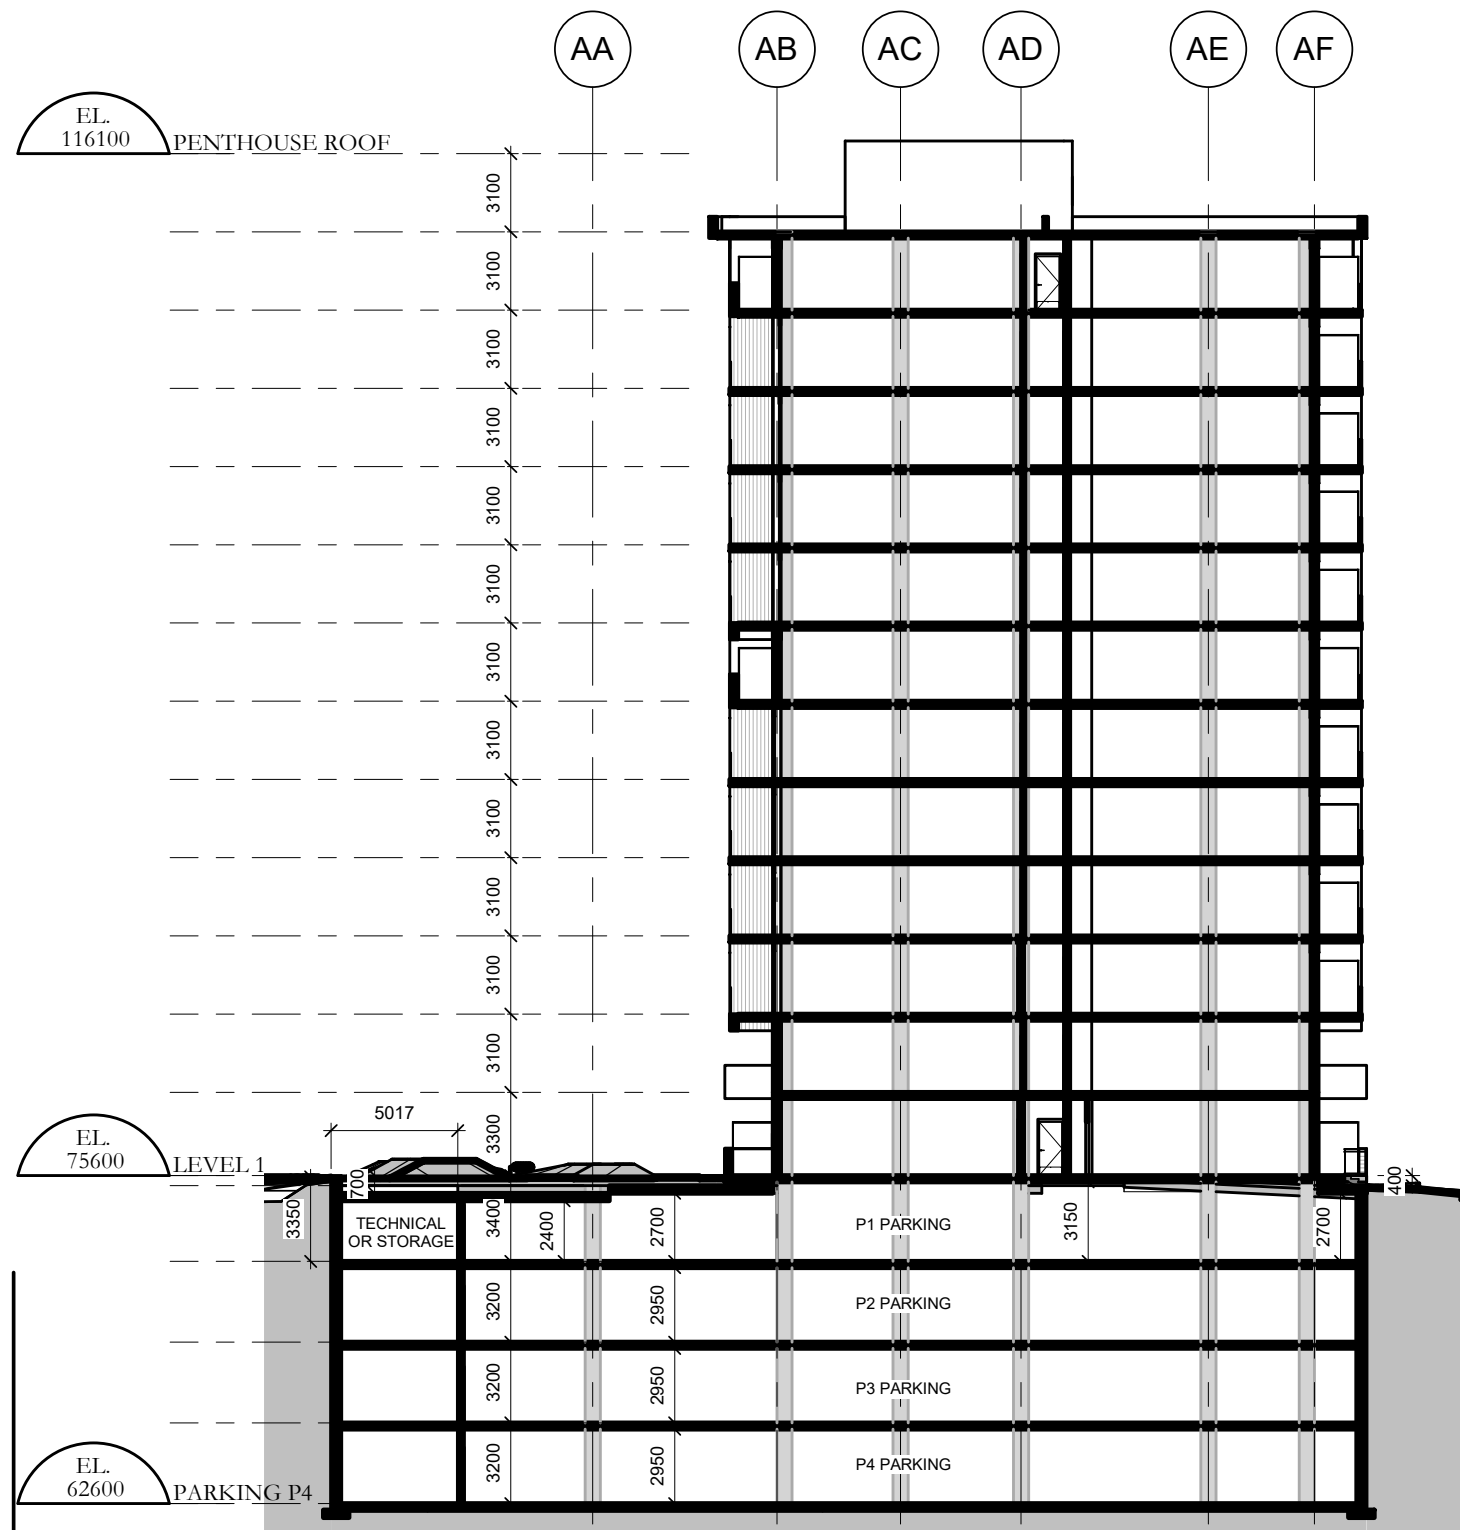 AA
AB
AC
AD
AE
AF
EL.
116100
PENTHOUSE ROOF
3100
3100
3100
3100
3100
3100
3100
3100
3100
3100
3100
3100
3300
5017
EL.
75600
LEVEL 1
700
400
3350
TECHNICAL
OR STORAGE
3400
2400
2700
P1 PARKING
3150
2700
3200
2950
P2 PARKING
3200
2950
P3 PARKING
3200
2950
P4 PARKING
EL.
62600
PARKING P4